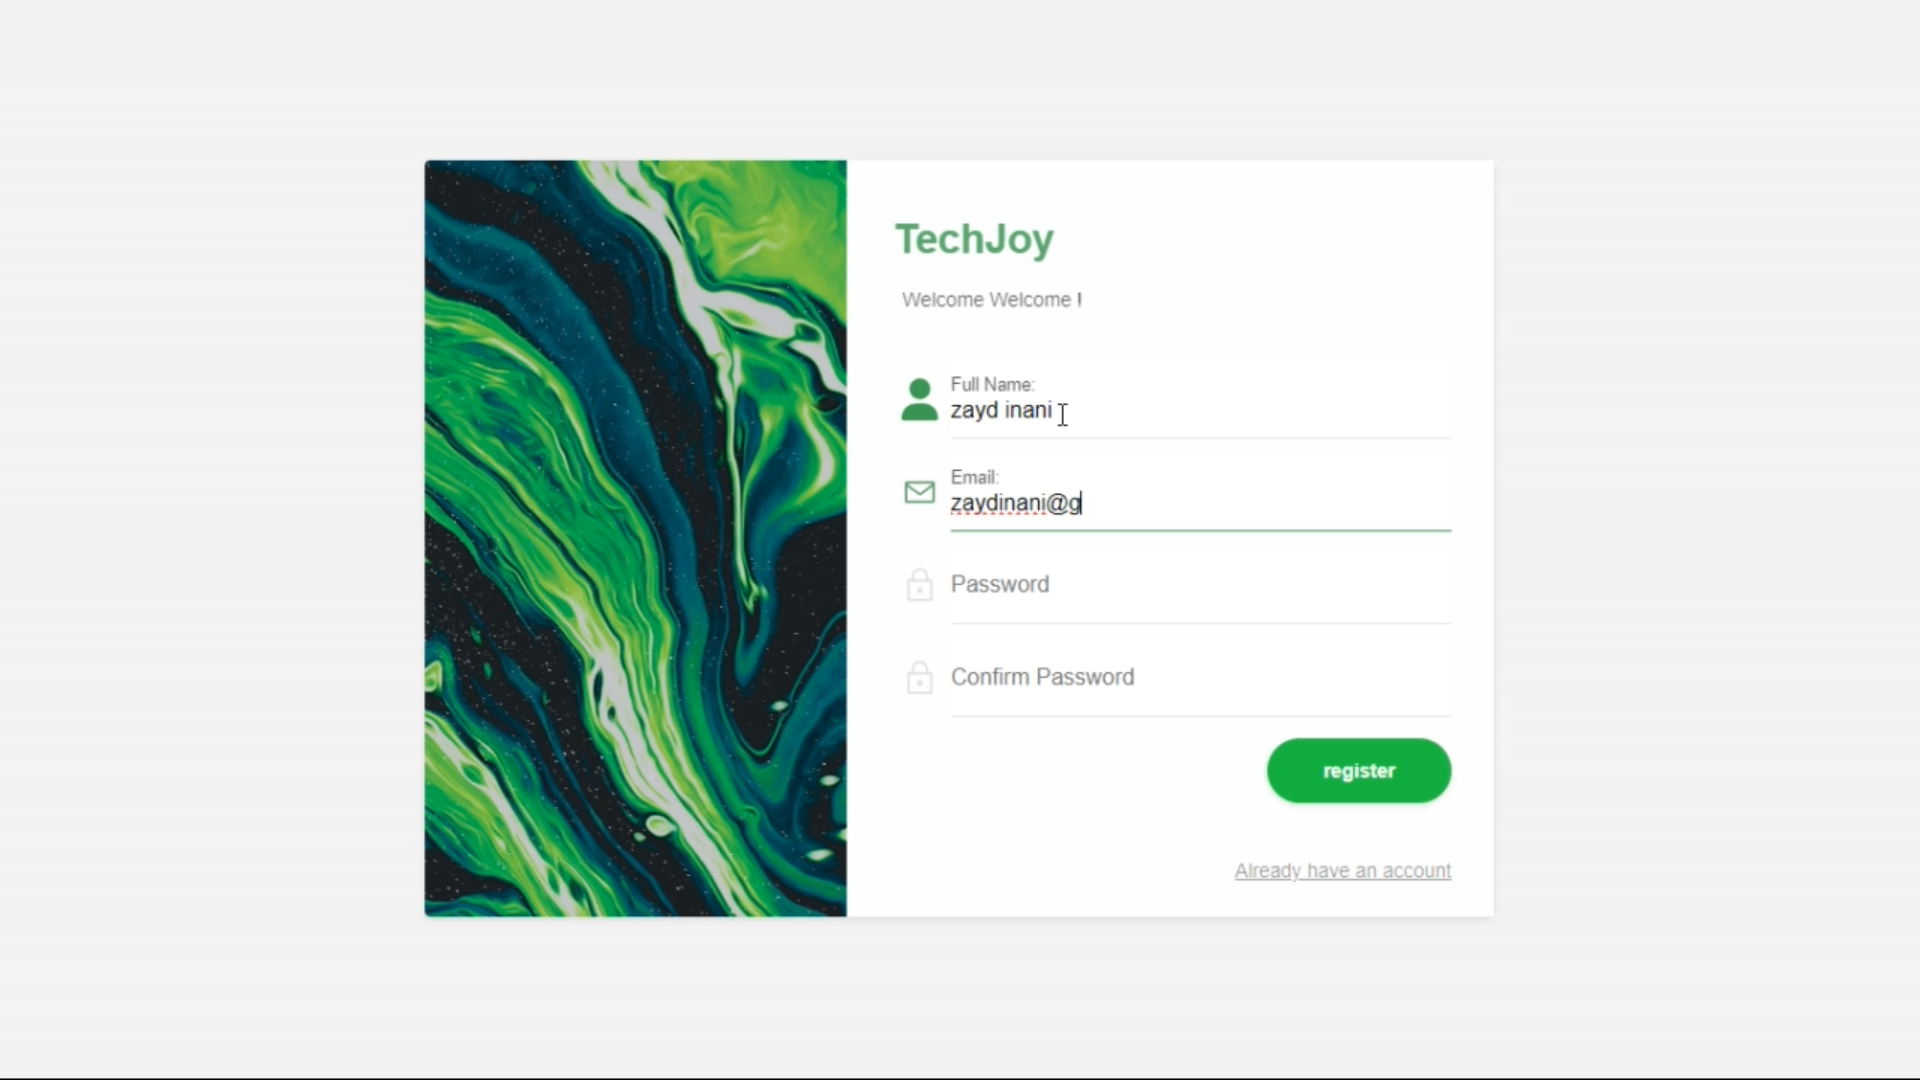 TechJoy
Welcome Welcome !
Full Name:
zayd inani
Email:
zaydinani@g
Password
Confirm Password
register
Already have an account